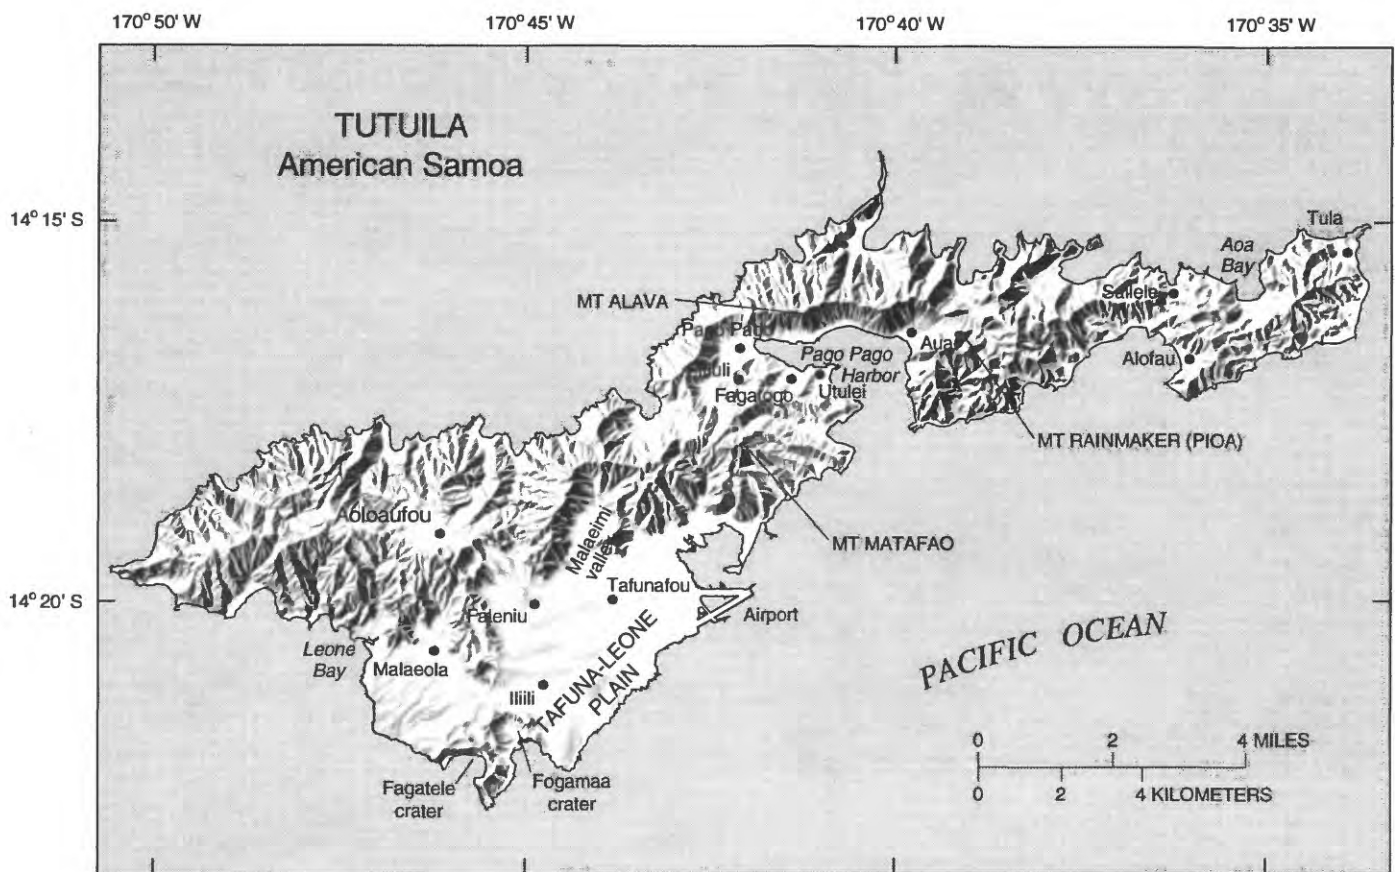 170° 50' W
170° 45' W
170° 40' W
170° 35' W
TUTUILA
American Samoa
14° 15' S
Tula
Aoa
Bay
MT ALAVA
Sailele
Pago Pago
Aua
Pago Pago
Harbor
Alofau
Fagatogo
Utulei
MT RAINMAKER (PIOA)
Aoloaufou
Malaeimi
valley
MT MATAFAO
14° 20' S
Tafunafou
Faleniu
Airport
Leone
Bay
Malaeola
TAFUNA-LEONE
PLAIN
PACIFIC OCEAN
Iliili
0 2 4 MILES
0 2 4 KILOMETERS
Fagatele
crater
Fogamaa
crater